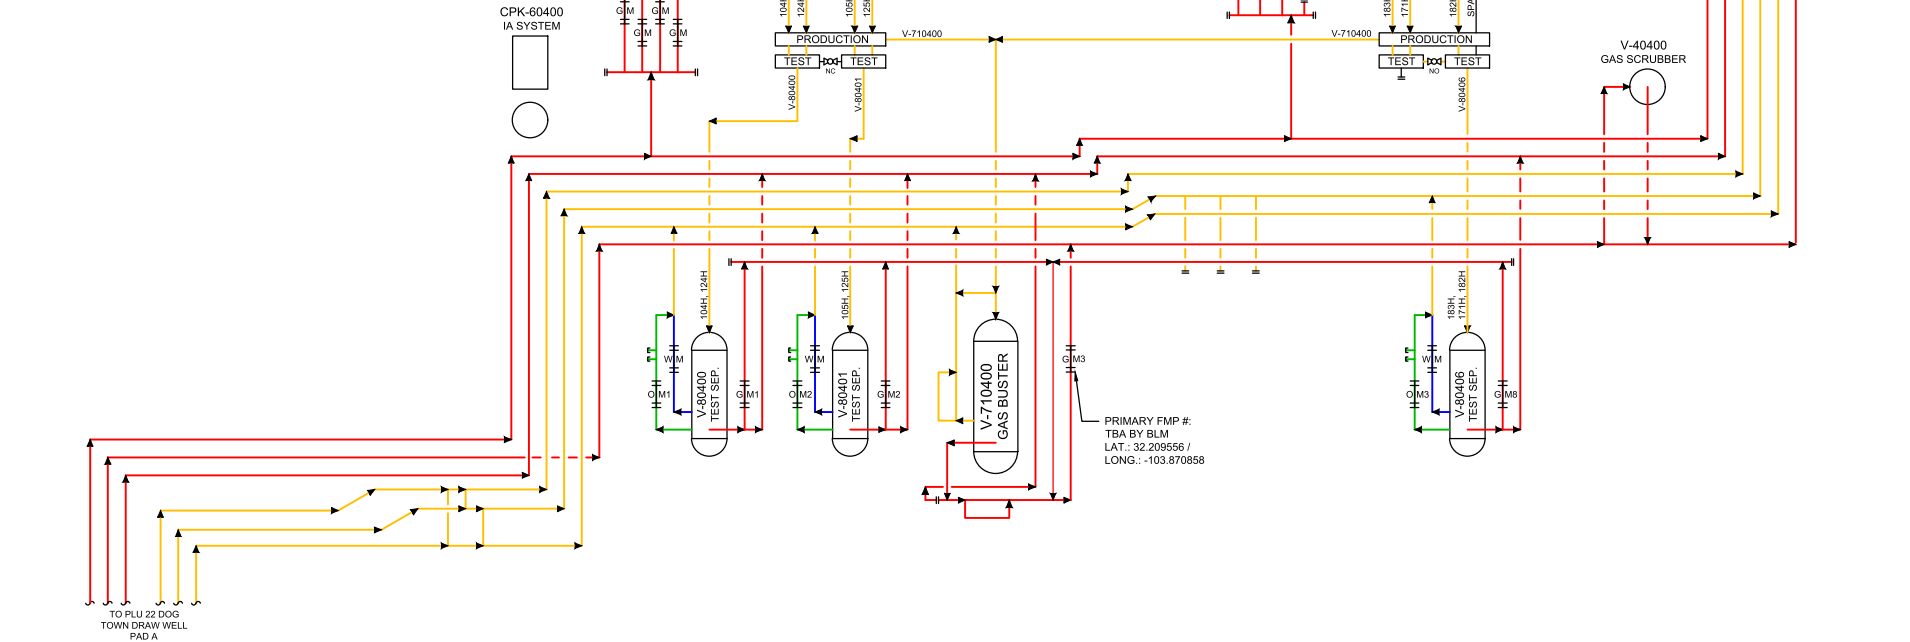 CPK-60400
IA SYSTEM
G M
G M
G M
G M
V-710400
V-710400
PRODUCTION
TEST
TEST
NC
V-80400
V-80401
PRODUCTION
TEST
TEST
NO
V-80406
V-40400
GAS SCRUBBER
104H, 124H
105H, 125H
183H,
171H, 182H
W M
O M1
V-80400
TEST SEP.
G M1
W M
O M2
V-80401
TEST SEP.
G M2
V-710400
GAS BUSTER
G M3
PRIMARY FMP #:
TBA BY BLM
LAT.: 32.209556 /
LONG.: -103.870858
W M
O M3
V-80406
TEST SEP.
G M8
TO PLU 22 DOG
TOWN DRAW WELL
PAD A